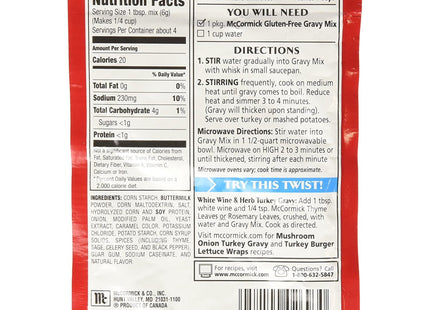 Nutrition Facts
Serving Size 1 tbsp. mix (6g)
(Makes 1/4 cup)
Servings Per Container about 4
Amount Per Serving
Calories 20
% Daily Value*
Total Fat 0g 0%
Sodium 230mg 10%
Total Carbohydrate 4g 1%
Sugars <1g
Protein <1g
Not a significant source of Calories from
Fat, Saturated Fat, Trans Fat, Cholesterol,
Dietary Fiber, Vitamin A, Vitamin C,
Calcium or Iron.
* Percent Daily Values are based on a
2,000 calorie diet.
INGREDIENTS: CORN STARCH, BUTTERMILK
POWDER, CORN MALTODEXTRIN, SALT,
HYDROLYZED CORN AND SOY PROTEIN,
ONION, MODIFIED PALM OIL, YEAST
EXTRACT, CARAMEL COLOR, POTASSIUM
CHLORIDE, POTATO STARCH, CORN SYRUP
SOLIDS, SPICES (INCLUDING THYME,
SAGE, CELERY SEED, AND BLACK PEPPER),
GUAR GUM, SODIUM CASEINATE, AND
NATURAL FLAVOR.
Mc
McCORMICK & CO., INC.
HUNT VALLEY, MD 21031-1100
PRODUCT OF CANADA
YOU WILL NEED
1 pkg. McCormick Gluten-Free Gravy Mix
1 cup water
DIRECTIONS
1. STIR water gradually into gravy mix
with whisk in small saucepan.
2. STIRRING frequently, cook on medium
heat until gravy comes to boil. Reduce
heat and simmer 3 to 4 minutes.
(Gravy will thicken upon standing).
Serve over turkey or mashed potatoes.
Microwave Directions: Stir water into
Gravy Mix in 1 1/2-quart microwavable
bowl. Microwave on HIGH 2 to 3 minutes
or until thickened, stirring after each minute
Microwave ovens vary; cook time is approximate.
TRY THIS TWIST!
White Wine & Herb Turkey Gravy: Add 1 tbsp.
white wine and 1/4 tsp. McCormick Thyme
Leaves or Rosemary Leaves, crushed, with
water and Gravy Mix. Cook as directed.
Visit mccormick.com for Mushroom
Onion Turkey Gravy and Turkey Burger
Lettuce Wraps recipes.
For recipes, visit
www.mccormick.com
Questions? Call
1-800-632-5847